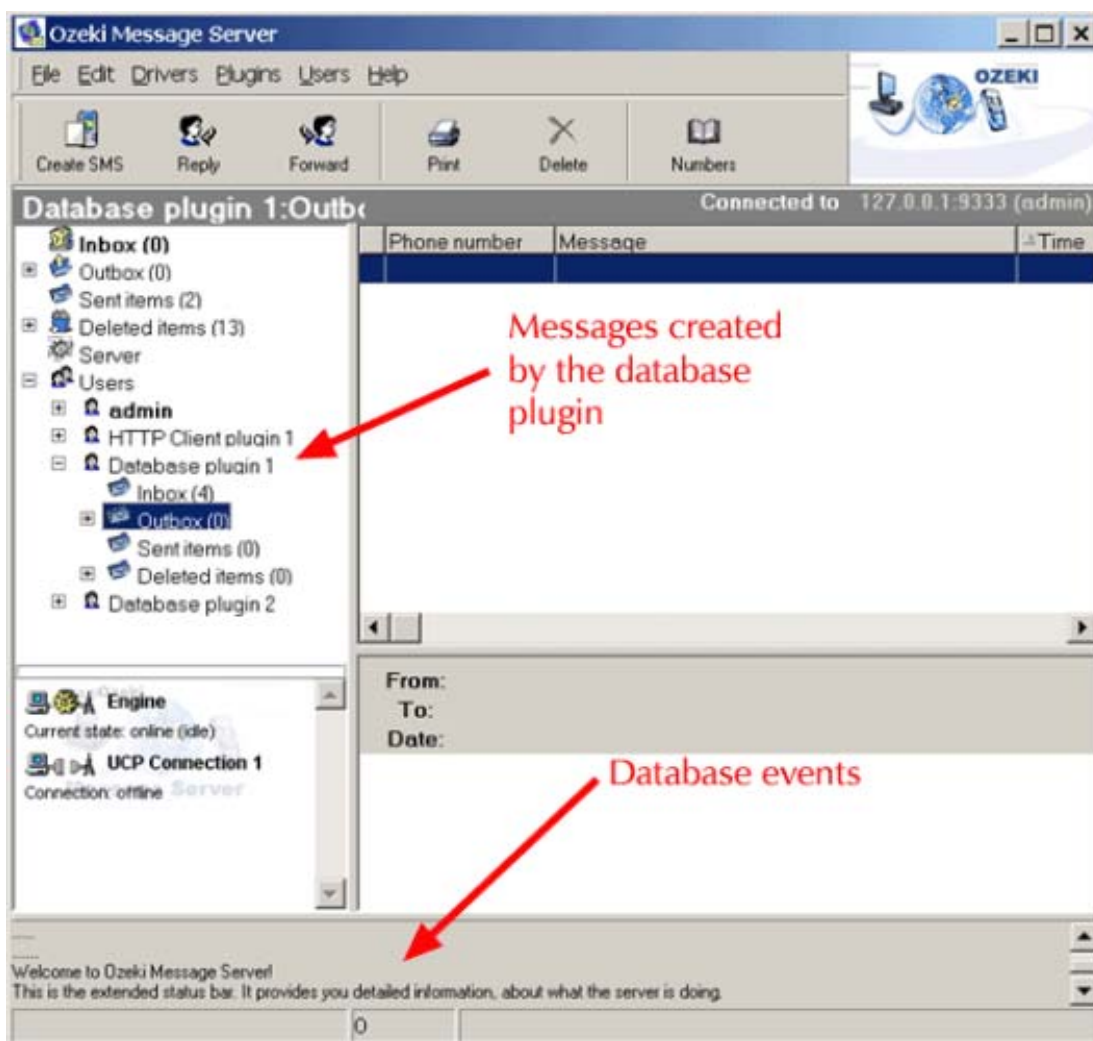 Ozeki Message Server
File Edit Drivers Plugins Users Help
OZEKI
Create SMS Reply Forward Print Delete Numbers
Database plugin 1:Outbo
Connected to 127.0.0.1:9333 (admin)
Phone number Message Time
Inbox (0)
Outbox (0)
Sent items (2)
Deleted items (13)
Server
Users
admin
HTTP Client plugin 1
Database plugin 1
Inbox (4)
Outbox (0)
Sent items (0)
Deleted items (0)
Database plugin 2
Messages created
by the database
plugin
Engine
Current state: online (idle)
UCP Connection 1
Connection: offline
Server
From:
To:
Date:
Database events
Welcome to Ozeki Message Server!
This is the extended status bar. It provides you detailed information, about what the server is doing.
0